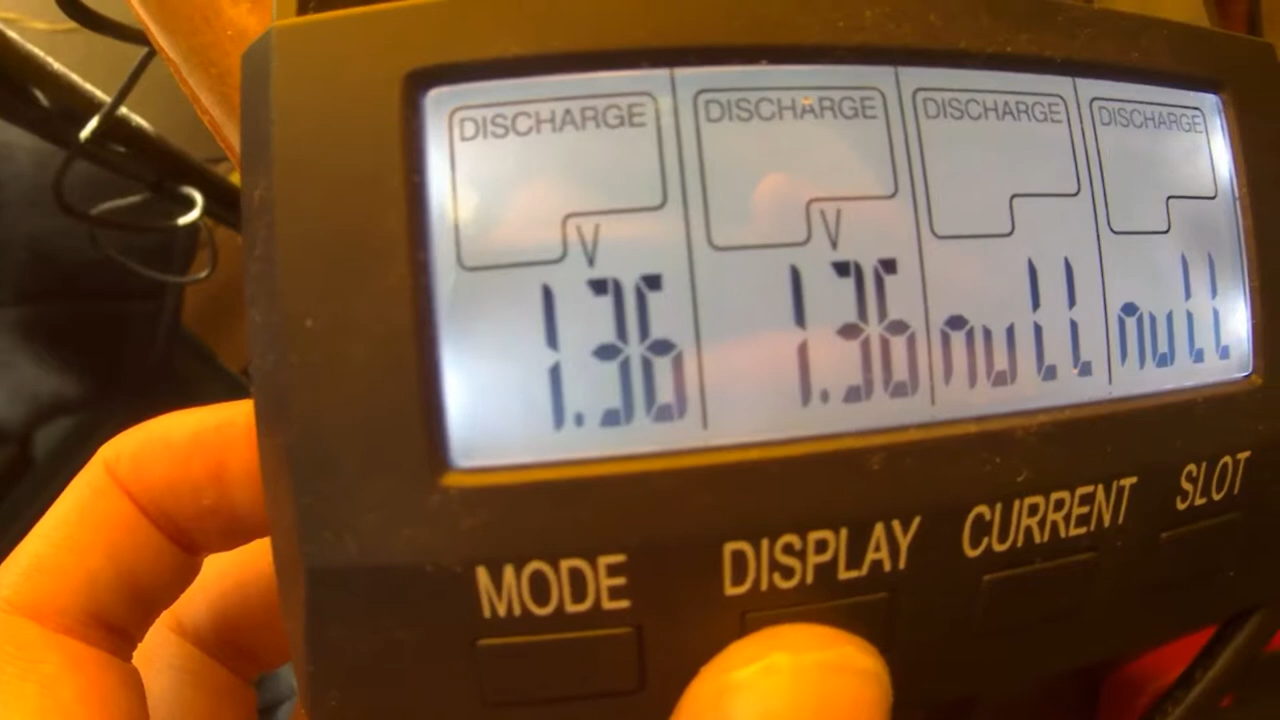 DISCHARGE DISCHARGE DISCHARGE DISCHARGE
V V
1.36 1.36 null null
MODE DISPLAY CURRENT SLOT